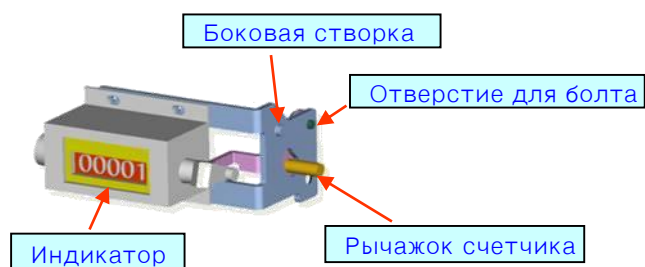 Боковая створка
Отверстие для болта
00001
Индикатор
Рычажок счетчика